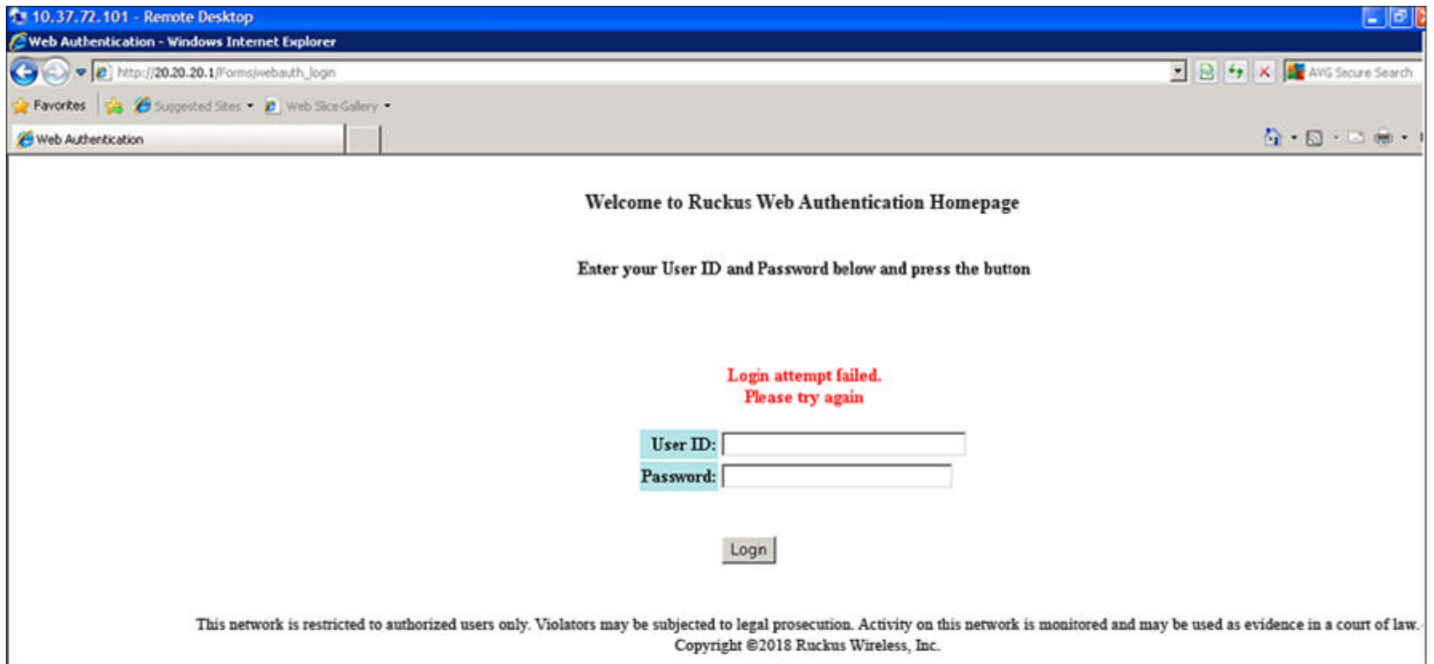 10.37.72.101 - Remote Desktop
Web Authentication - Windows Internet Explorer
http://20.20.20.1/Forms/webauth_login
AVG Secure Search
Favorites
Suggested Sites
Web Slice Gallery
Web Authentication
Welcome to Ruckus Web Authentication Homepage
Enter your User ID and Password below and press the button
Login attempt failed.
Please try again
User ID:
Password:
Login
This network is restricted to authorized users only. Violators may be subjected to legal prosecution. Activity on this network is monitored and may be used as evidence in a court of law.
Copyright ©2018 Ruckus Wireless, Inc.